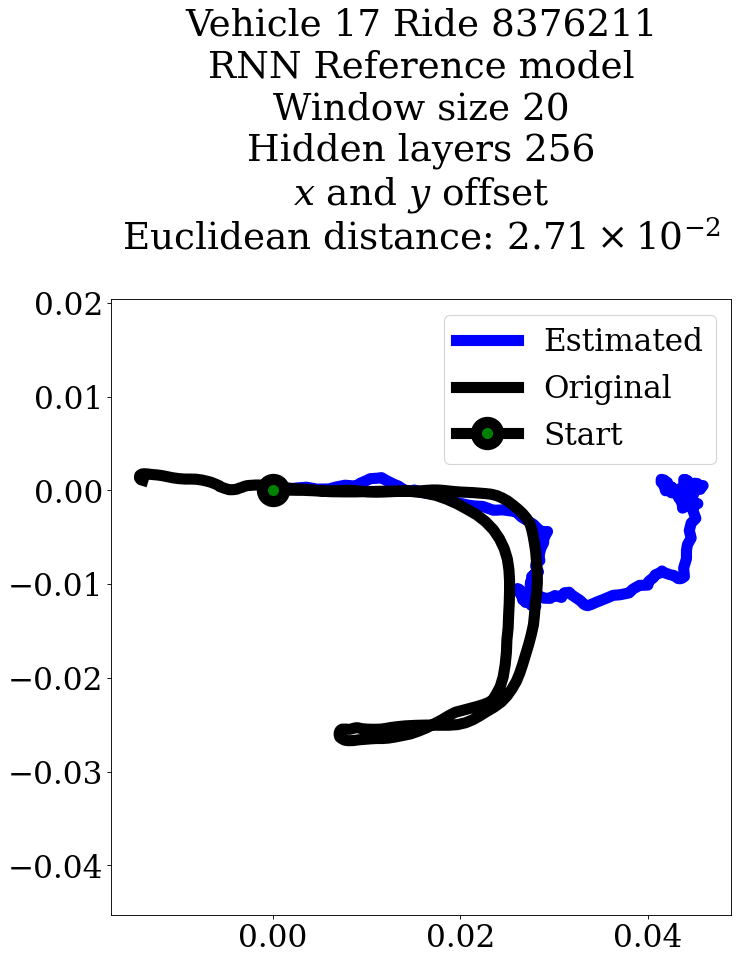 Vehicle 17 Ride 8376211
RNN Reference model
Window size 20
Hidden layers 256
x and y offset
Euclidean distance: 2.71 × 10⁻²
Estimated
Original
Start
0.02
0.01
0.00
−0.01
−0.02
−0.03
−0.04
0.00 0.02 0.04